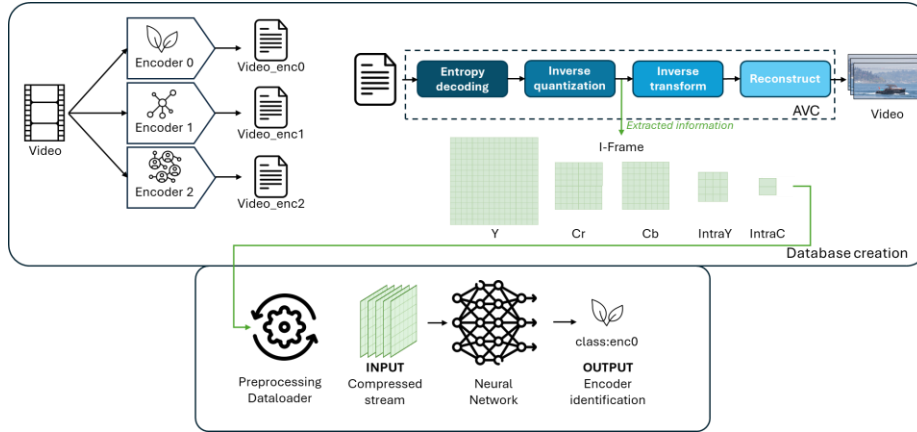 Video
Encoder 0
Video_enc0
Encoder 1
Video_enc1
Encoder 2
Video_enc2
Entropy
decoding
Inverse
quantization
Inverse
transform
Reconstruct
AVC
Video
Extracted information
I-Frame
Y
Cr
Cb
IntraY
IntraC
Database creation
Preprocessing
Dataloader
INPUT
Compressed
stream
Neural
Network
class:enc0
OUTPUT
Encoder
identification